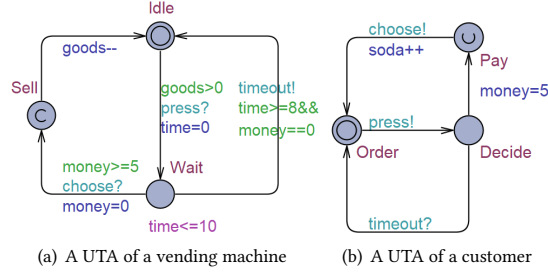 Idle
goods--
Sell
C
goods>0
press?
time=0
timeout!
time>=8&&
money==0
money>=5
choose?
money=0
Wait
time<=10
(a) A UTA of a vending machine
choose!
soda++
U
Pay
money=5
press!
Order
Decide
timeout?
(b) A UTA of a customer